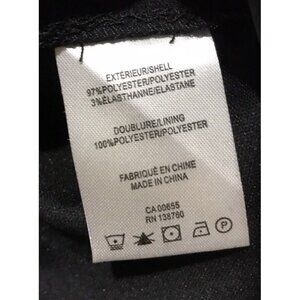 EXTÉRIEUR/SHELL
97%POLYESTER/POLYESTER
3%ELASTHANNE/ELASTANE
DOUBLURE/LINING
100%POLYESTER/POLYESTER
FABRIQUÉ EN CHINE
MADE IN CHINA
CA 00655
RN 138760
P